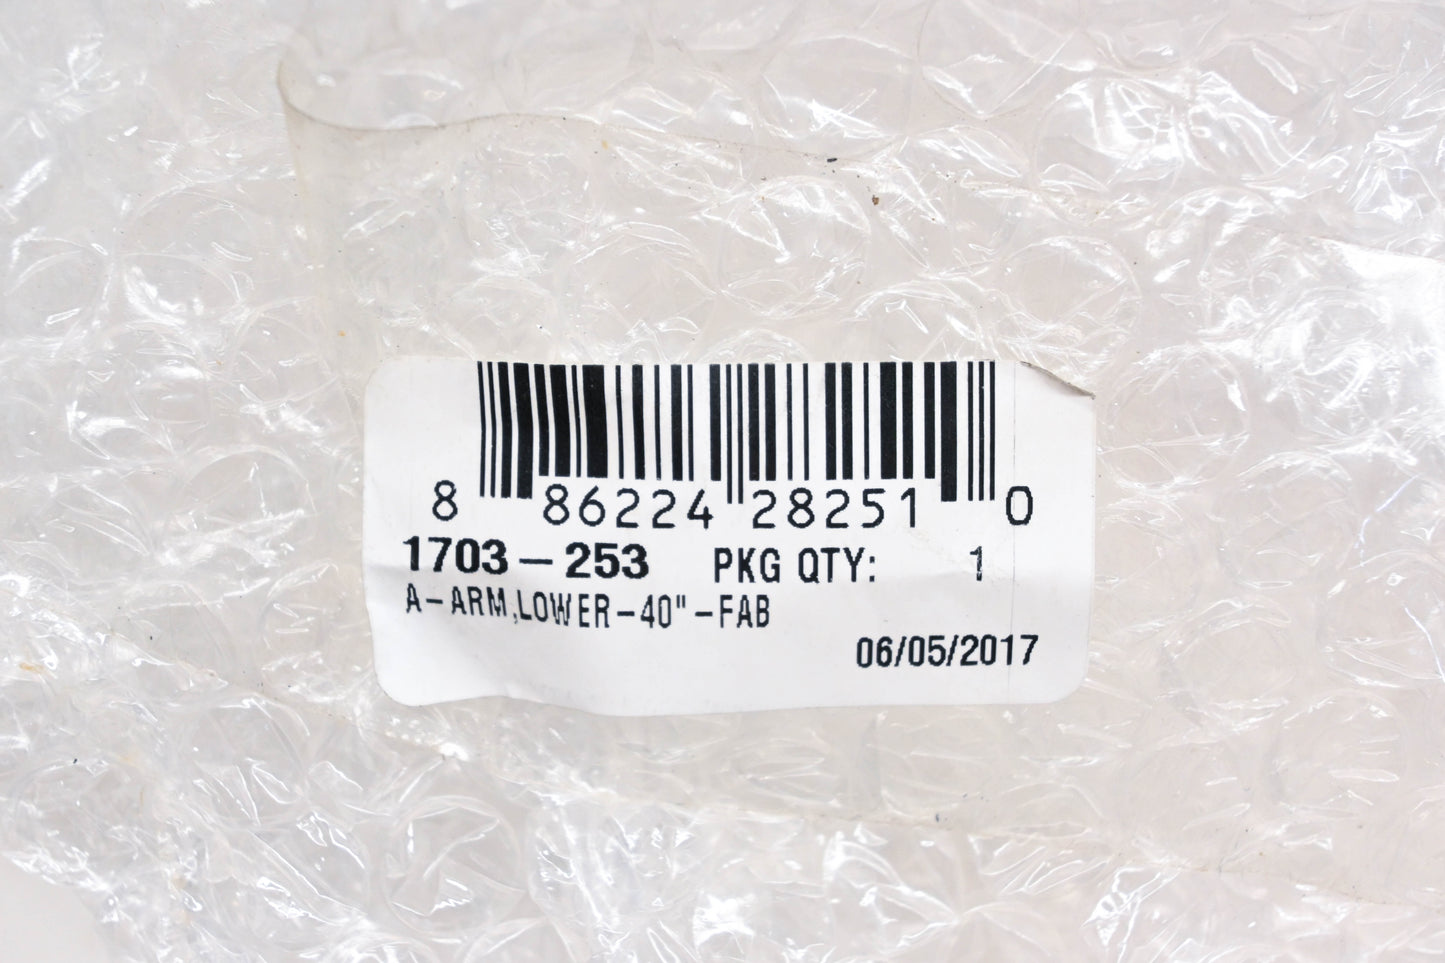 8 86224 28251 0
1703-253 PKG QTY: 1
A-ARM,LOWER-40"-FAB
06/05/2017